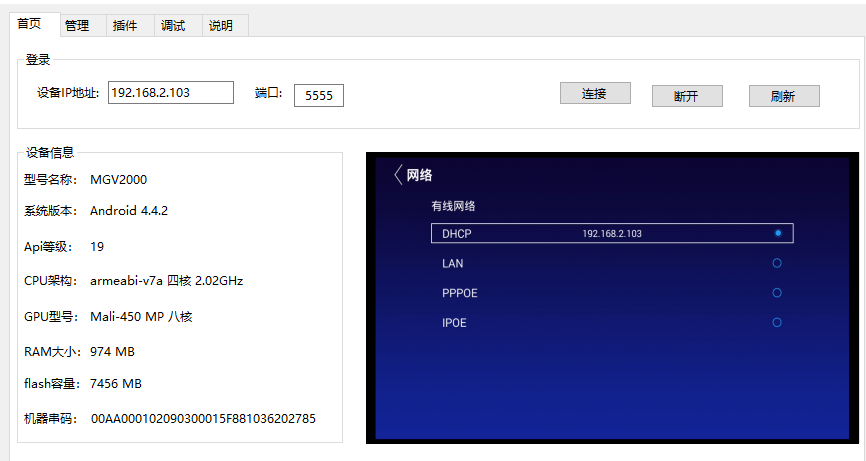 首页 管理 插件 调试 说明
登录
设备IP地址: 192.168.2.103 端口: 5555 连接 断开 刷新
设备信息
型号名称: MGV2000
系统版本: Android 4.4.2
Api等级: 19
CPU架构: armeabi-v7a 四核 2.02GHz
GPU型号: Mali-450 MP 八核
RAM大小: 974 MB
flash容量: 7456 MB
机器串码: 00AA000102090300015F881036202785
网络
有线网络
DHCP 192.168.2.103
LAN
PPPOE
IPOE